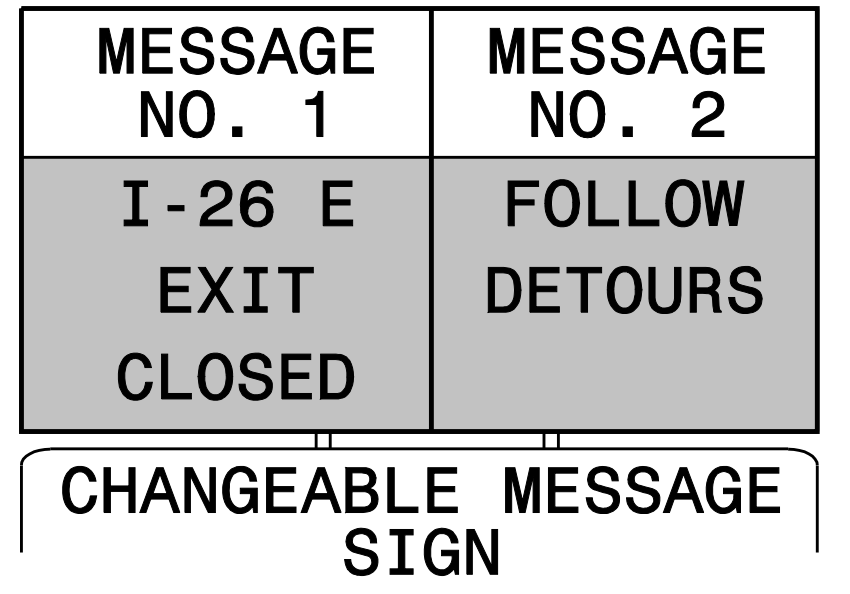 MESSAGE
NO. 1
I-26 E
EXIT
CLOSED
MESSAGE
NO. 2
FOLLOW
DETOURS
CHANGEABLE MESSAGE
SIGN